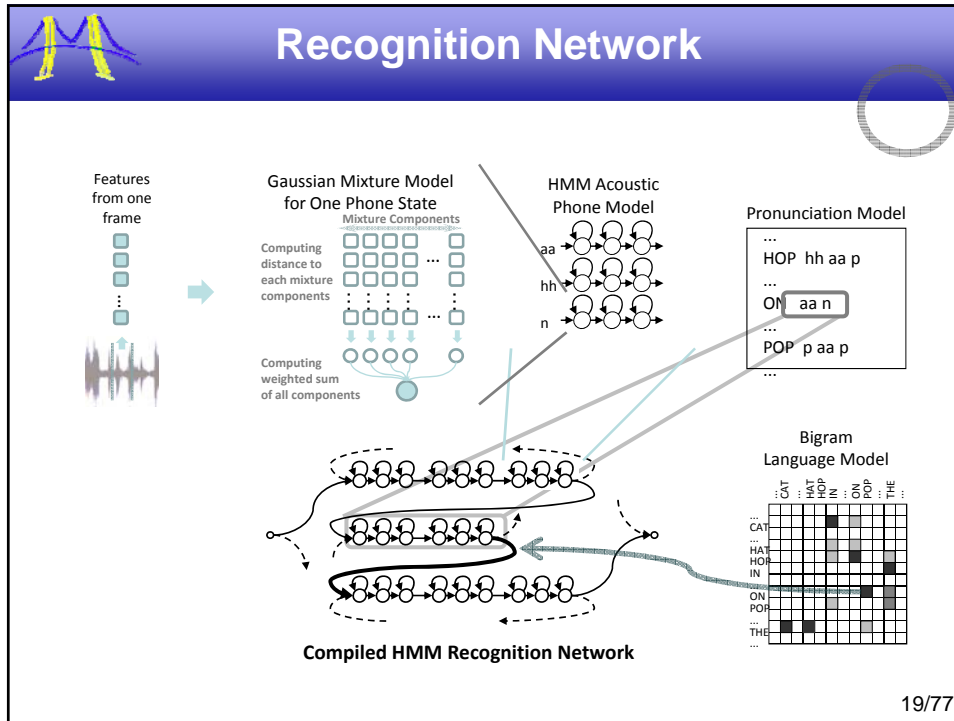 Recognition Network
Features
from one
frame
Gaussian Mixture Model
for One Phone State
Mixture Components
Computing
distance to
each mixture
components
...
...
...
Computing
weighted sum
of all components
HMM Acoustic
Phone Model
aa
hh
n
Pronunciation Model
...
HOP hh aa p
...
ON aa n
...
POP p aa p
...
Bigram
Language Model
... CAT ... HAT HOP IN ... ON POP ... THE ...
...
CAT
...
HAT
HOP
IN
...
ON
POP
...
THE
...
Compiled HMM Recognition Network
19/77